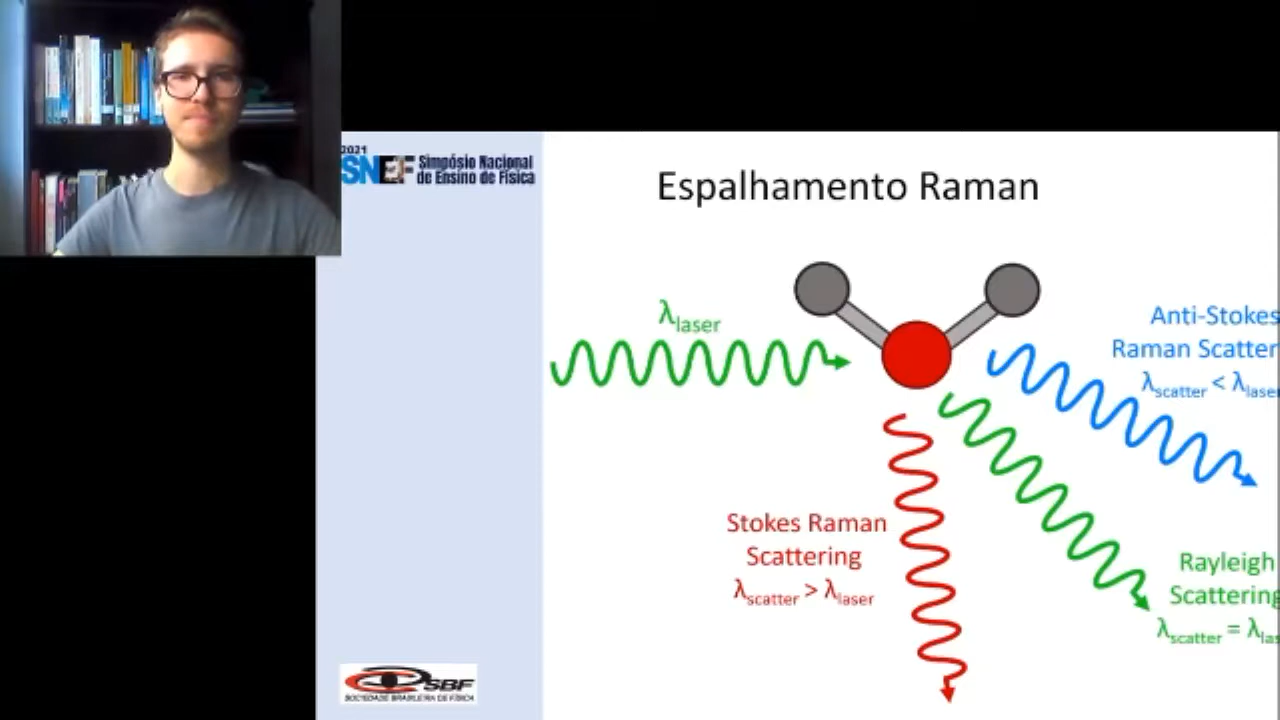 2021
SNEF
Simpósio Nacional
de Ensino de Física
Espalhamento Raman
λlaser
Anti-Stokes
Raman Scatter
λscatter < λlaser
Stokes Raman
Scattering
λscatter > λlaser
Rayleigh
Scattering
λscatter = λlas
SBF
SOCIEDADE BRASILEIRA DE FÍSICA